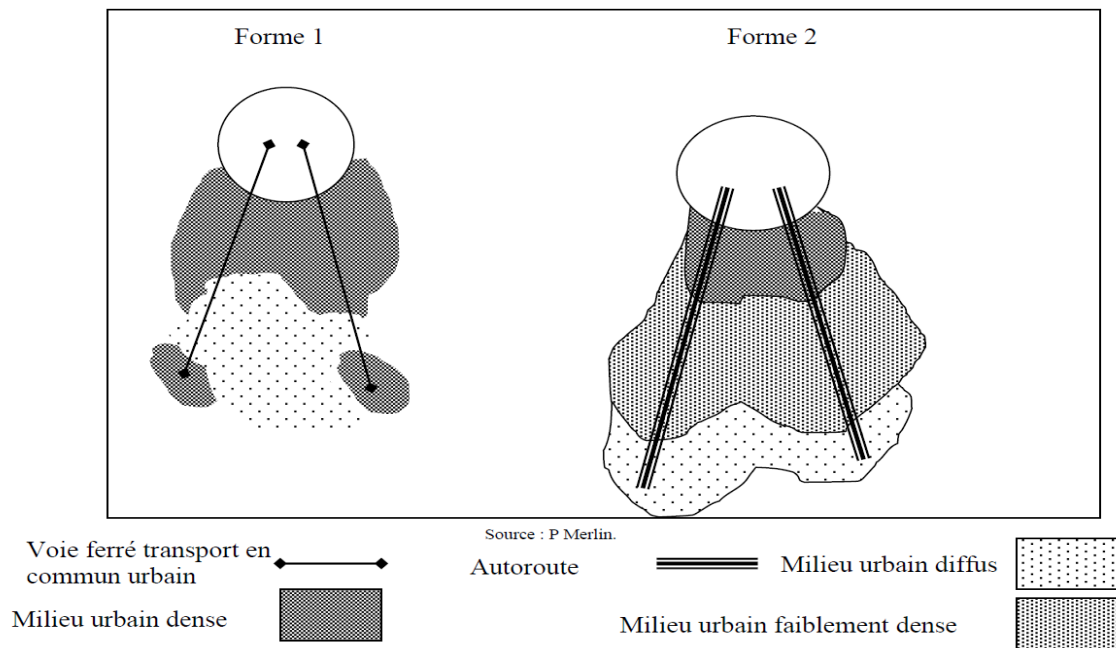 Forme 1
Forme 2
Source : P Merlin.
Voie ferré transport en
commun urbain
Autoroute
Milieu urbain diffus
Milieu urbain dense
Milieu urbain faiblement dense